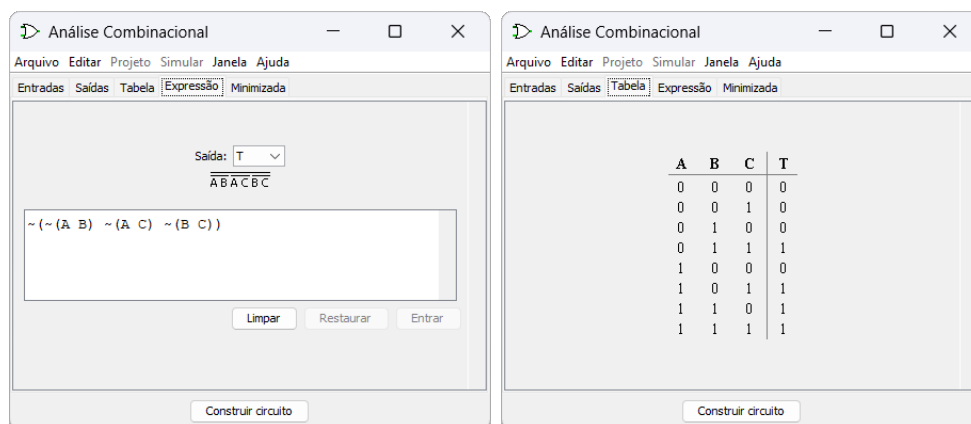 Análise Combinacional
Arquivo Editar Projeto Simular Janela Ajuda
Entradas Saídas Tabela Expressão Minimizada
Saída: T
A B A C B C
~(~(A B) ~(A C) ~(B C))
Limpar Restaurar Entrar
Construir circuito
Análise Combinacional
Arquivo Editar Projeto Simular Janela Ajuda
Entradas Saídas Tabela Expressão Minimizada
A B C T
0 0 0 0
0 0 1 0
0 1 0 0
0 1 1 1
1 0 0 0
1 0 1 1
1 1 0 1
1 1 1 1
Construir circuito